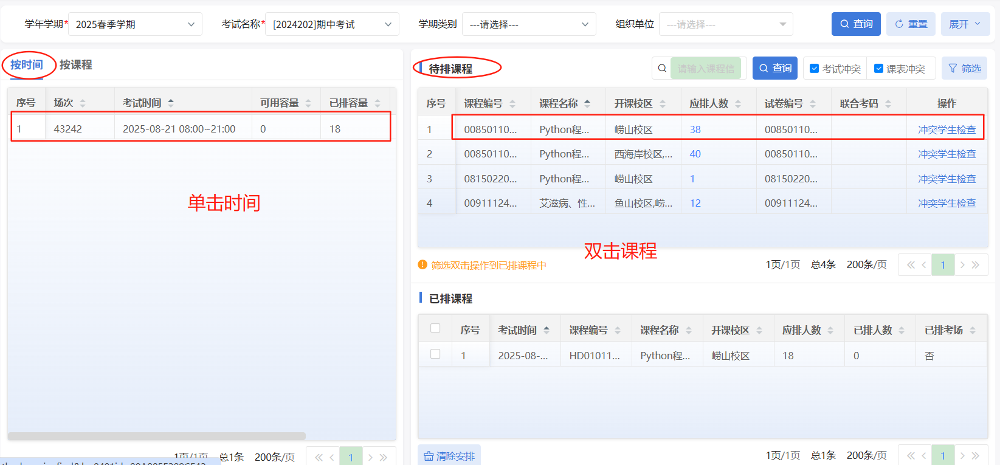 学年学期* 2025春季学期 考试名称* [2024202]期中考试 学期类别 ---请选择--- 组织单位 ---请选择--- 查询 重置 展开
按时间 按课程
序号 场次 考试时间 可用容量 已排容量
1 43242 2025-08-21 08:00~21:00 0 18
单击时间
1页/1页 总1条 200条/页 1
待排课程 请输入课程信 查询 考试冲突 课表冲突 筛选
序号 课程编号 课程名称 开课校区 应排人数 试卷编号 联合考码 操作
1 00850110... Python程... 崂山校区 38 00850110... 冲突学生检查
2 00850110... Python程... 西海岸校区,... 40 00850110... 冲突学生检查
3 08150220... Python程... 崂山校区 1 08150220... 冲突学生检查
4 00911124... 艾滋病、性... 鱼山校区,崂... 12 00911124... 冲突学生检查
双击课程
筛选双击操作到已排课程中 1页/1页 总4条 200条/页 1
已排课程
序号 考试时间 课程编号 课程名称 开课校区 应排人数 已排人数 已排考场
1 2025-08-... HD01011... Python程... 崂山校区 18 0 否
清除安排 1页/1页 总1条 200条/页 1